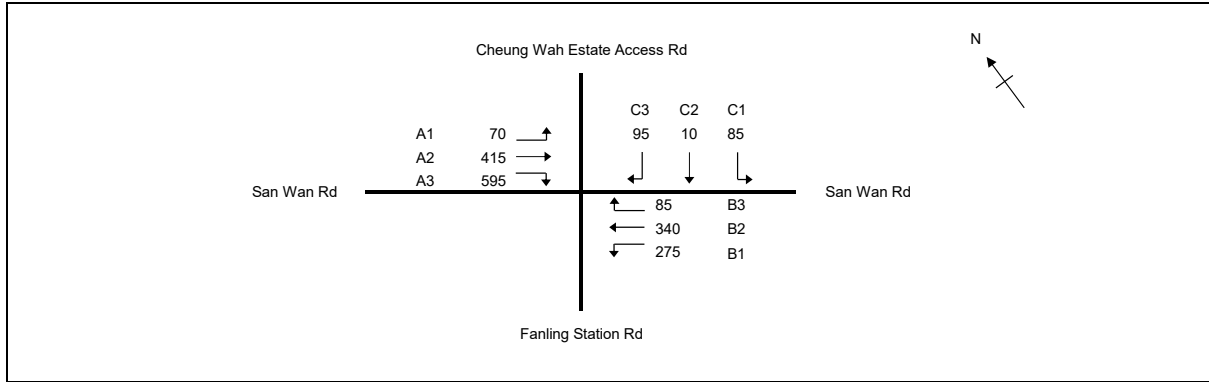 N
Cheung Wah Estate Access Rd
C3 C2 C1
A1 70 95 10 85
A2 415
A3 595
San Wan Rd San Wan Rd
85 B3
340 B2
275 B1
Fanling Station Rd